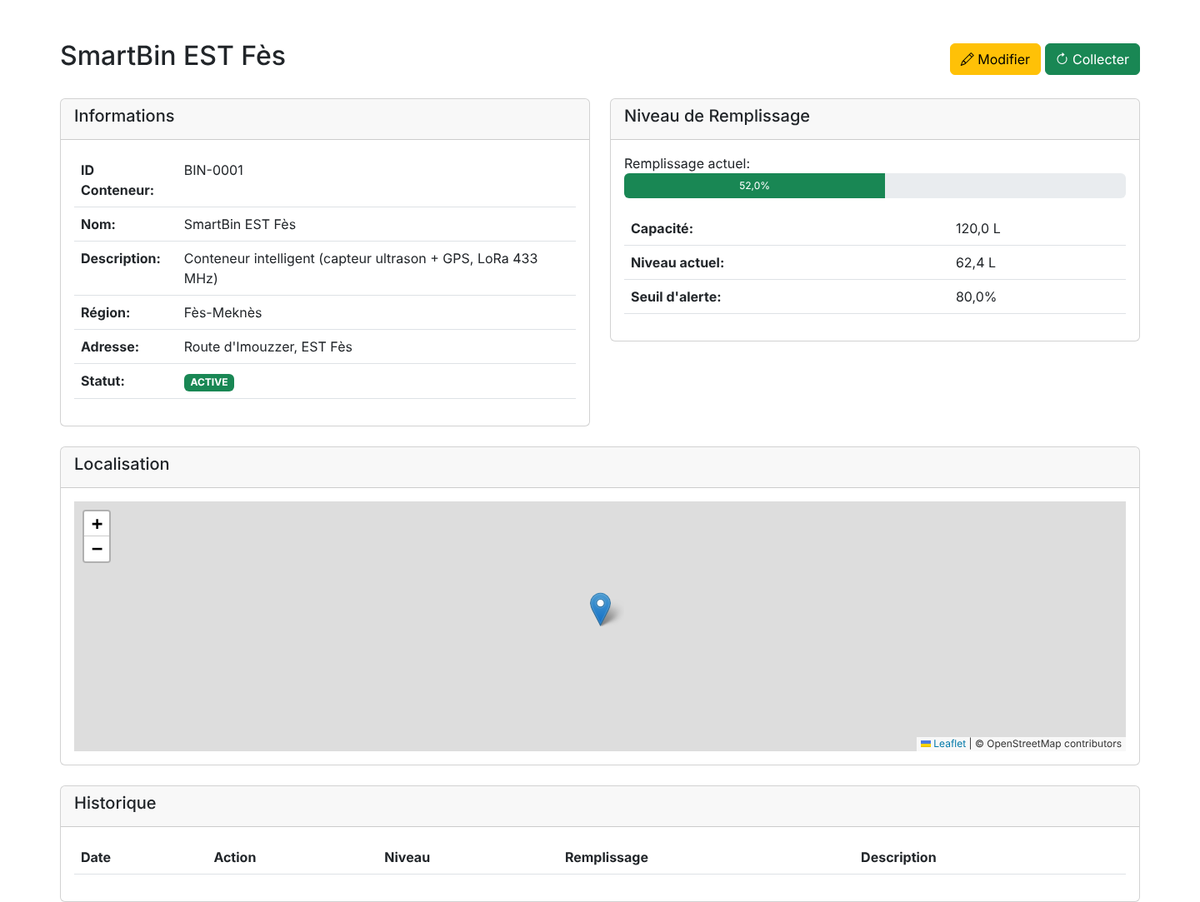 SmartBin EST Fès
Modifier
Collecter
Informations
ID
Conteneur:
BIN-0001
Nom:
SmartBin EST Fès
Description:
Conteneur intelligent (capteur ultrason + GPS, LoRa 433
MHz)
Région:
Fès-Meknès
Adresse:
Route d'Imouzzer, EST Fès
Statut:
ACTIVE
Niveau de Remplissage
Remplissage actuel:
52,0%
Capacité:
120,0 L
Niveau actuel:
62,4 L
Seuil d'alerte:
80,0%
Localisation
+
−
Leaflet | © OpenStreetMap contributors
Historique
Date Action Niveau Remplissage Description